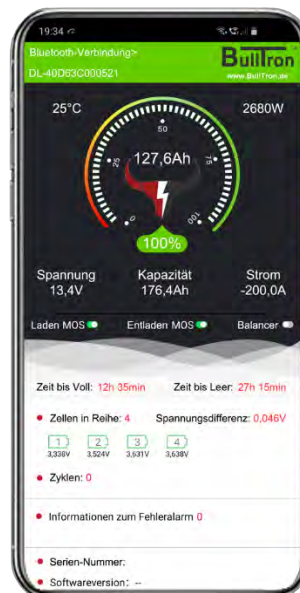 19:34
Bluetooth-Verbindung>
DL-40D63C000521
BullTron
www.BullTron.de
25°C
2680W
0
25
50
75
100
127,6Ah
100%
Spannung Kapazität Strom
13,4V 176,4Ah -200,0A
Laden MOS Entladen MOS Balancer
Zeit bis Voll: 12h 35min Zeit bis Leer: 27h 15min
Zellen in Reihe: 4 Spannungsdifferenz: 0,046V
1 2 3 4
3,338V 3,524V 3,631V 3,638V
Zyklen: 0
Informationen zum Fehleralarm 0
Serien-Nummer:
Softwareversion: --